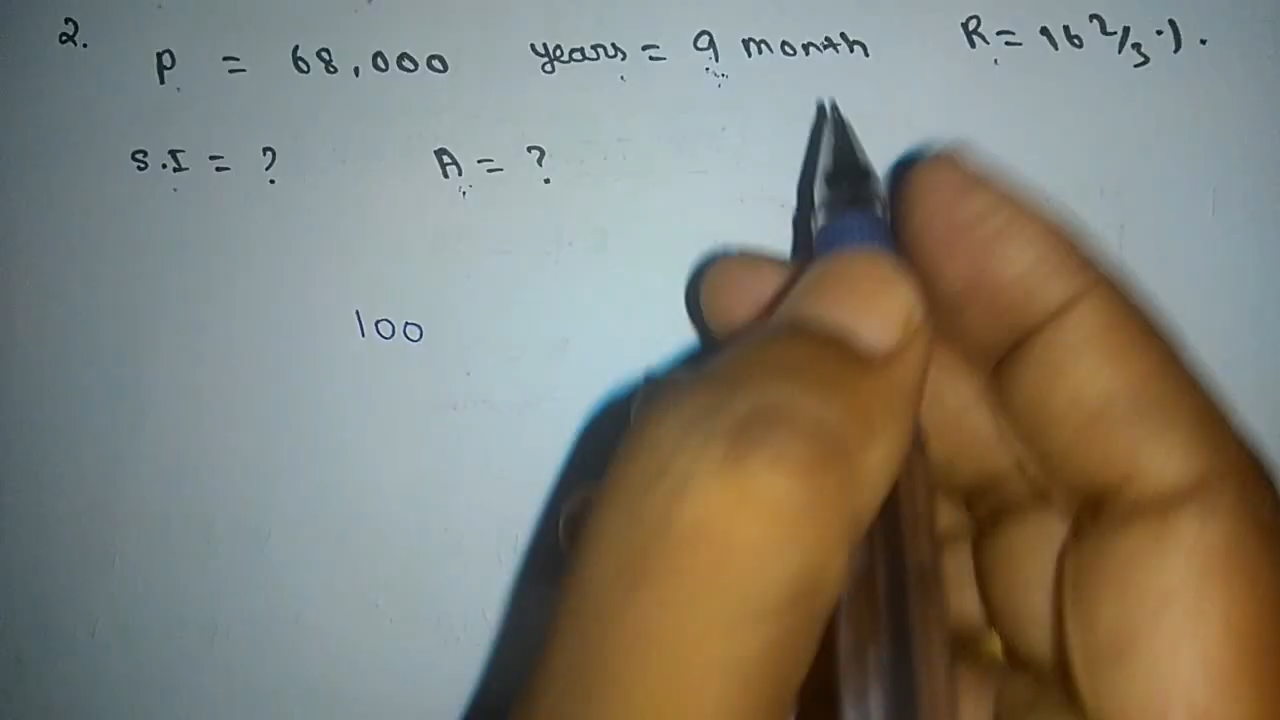 2. P = 68,000 years = 9 month R = 16 2/3 %.
S.I = ? A = ?
100